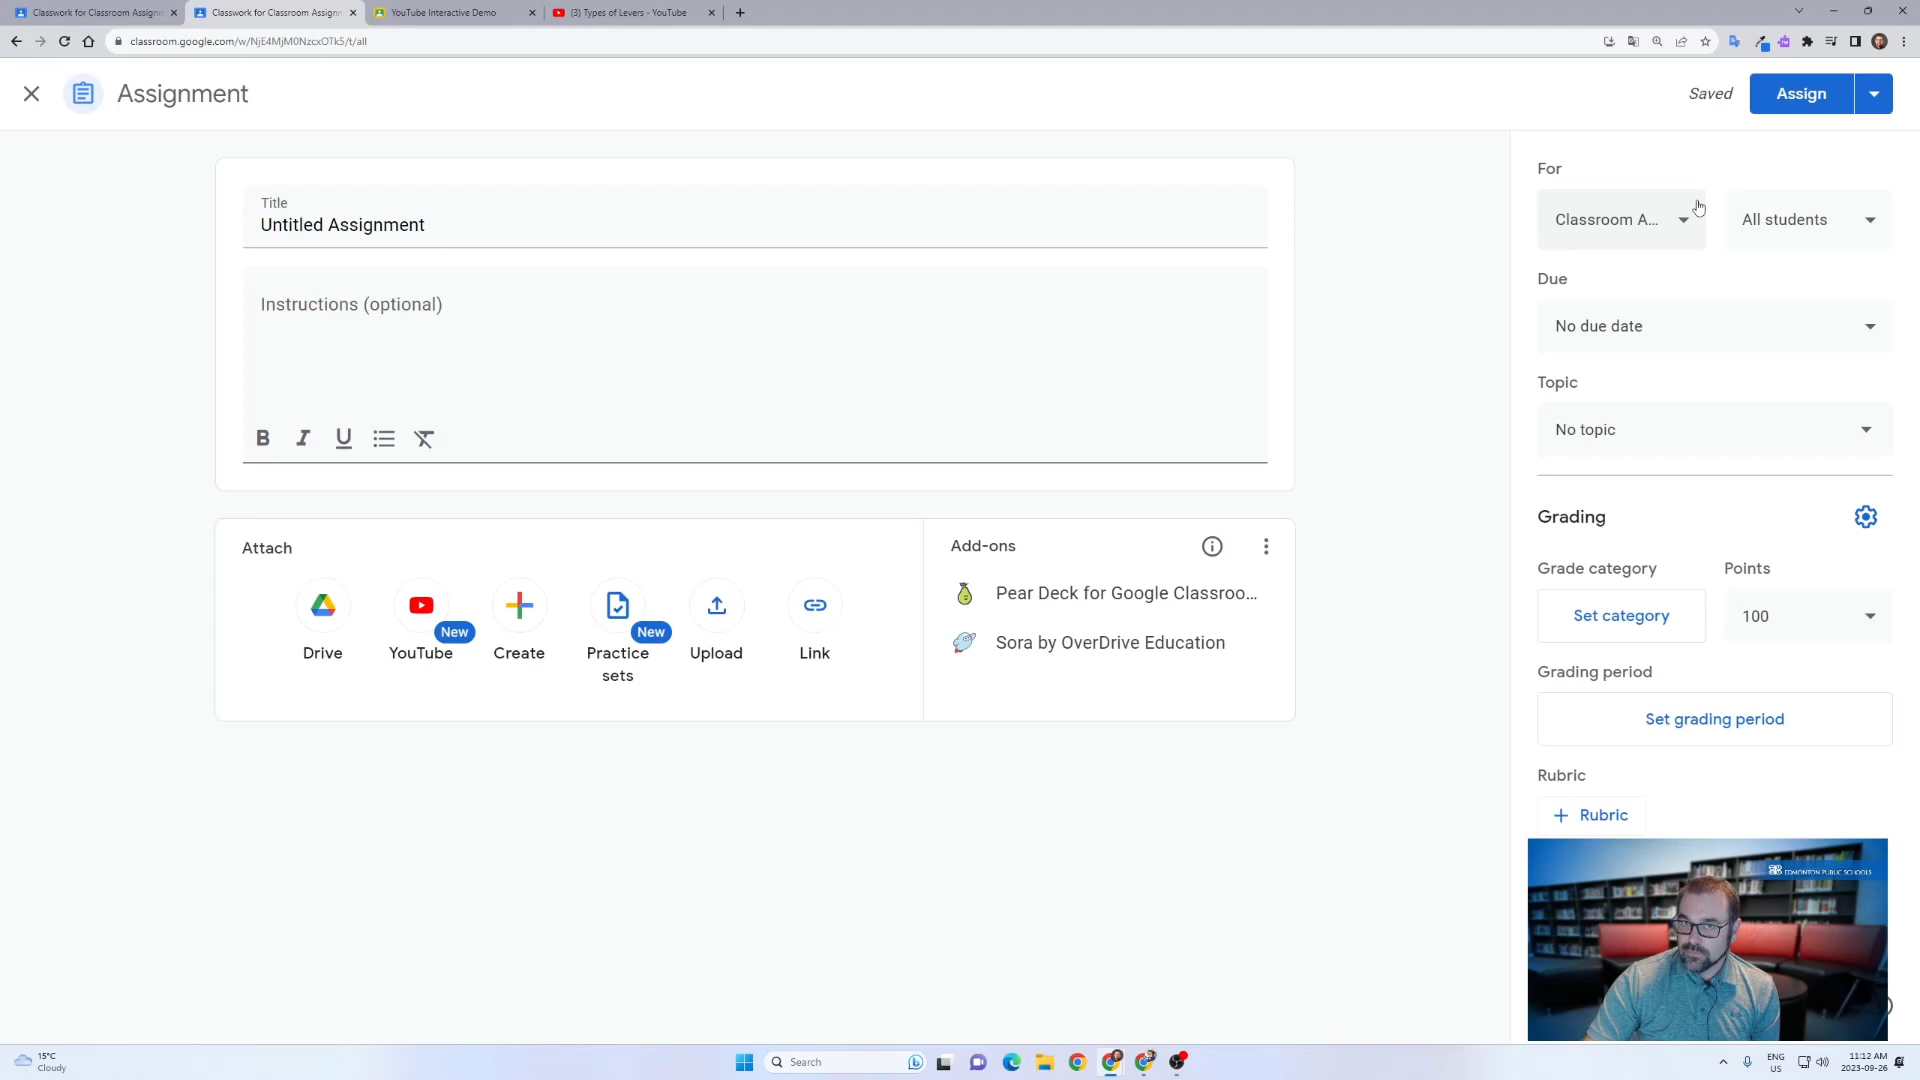 Classwork for Classroom Assignm
Classwork for Classroom Assignm
YouTube Interactive Demo
(3) Types of Levers - YouTube
classroom.google.com/w/NjE4MjM0NzcxOTk5/t/all
Assignment
Saved
Assign
Title
Untitled Assignment
Instructions (optional)
B I U
Attach
Drive
New
YouTube
Create
New
Practice sets
Upload
Link
Add-ons
Pear Deck for Google Classroo...
Sora by OverDrive Education
For
Classroom A...
All students
Due
No due date
Topic
No topic
Grading
Grade category
Points
Set category
100
Grading period
Set grading period
Rubric
Rubric
EDMONTON PUBLIC SCHOOLS
15°C
Cloudy
Search
ENG
US
11:12 AM
2023-09-26